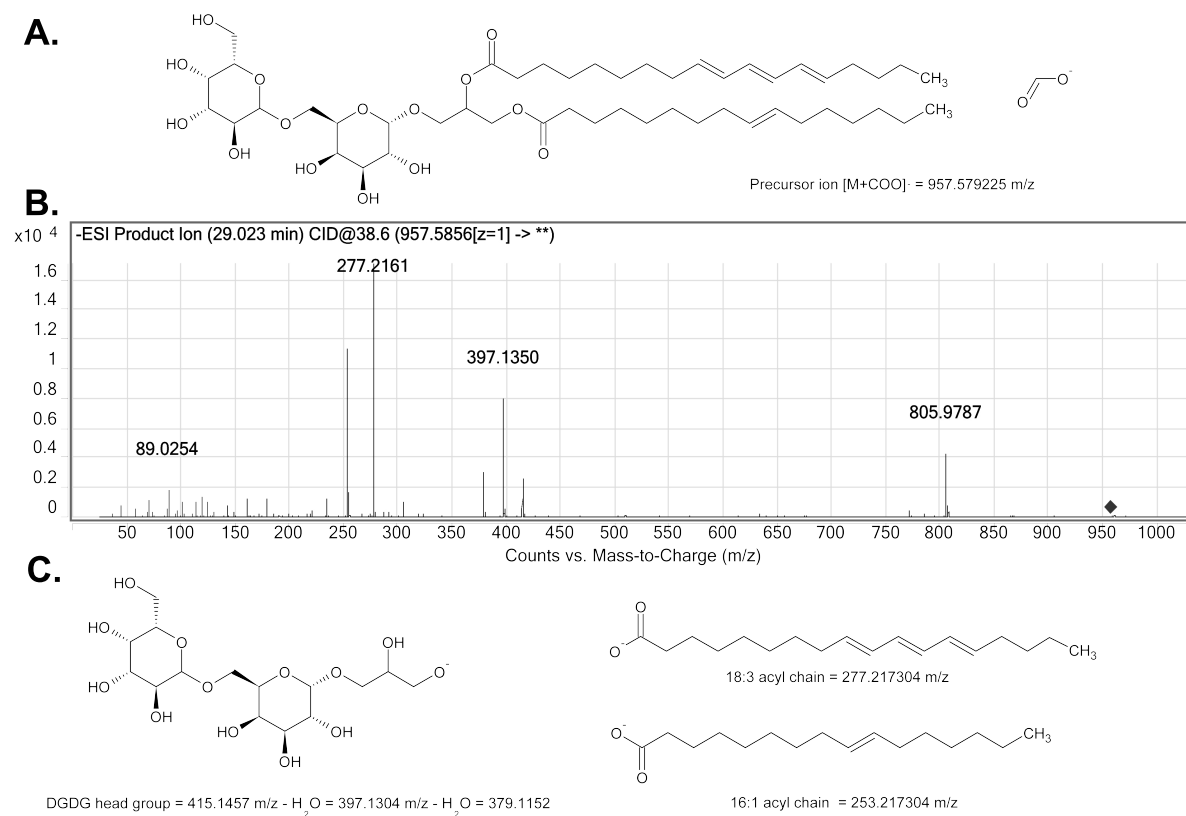 A.
HO
HO
O
HO
OH
O
O
O
HO
OH
OH
O
O
O
O
O
CH3
CH3
O
O-
Precursor ion [M+COO]- = 957.579225 m/z
B.
x10 4
-ESI Product Ion (29.023 min) CID@38.6 (957.5856[z=1] -> **)
277.2161
1.6
1.4
1.2
1
397.1350
0.8
0.6
805.9787
0.4
89.0254
0.2
0
50 100 150 200 250 300 350 400 450 500 550 600 650 700 750 800 850 900 950 1000
Counts vs. Mass-to-Charge (m/z)
C.
HO
HO
O
HO
OH
O
O
O
HO
OH
OH
OH
O-
O
O-
CH3
18:3 acyl chain = 277.217304 m/z
O-
O
CH3
DGDG head group = 415.1457 m/z - H2O = 397.1304 m/z - H2O = 379.1152
16:1 acyl chain = 253.217304 m/z